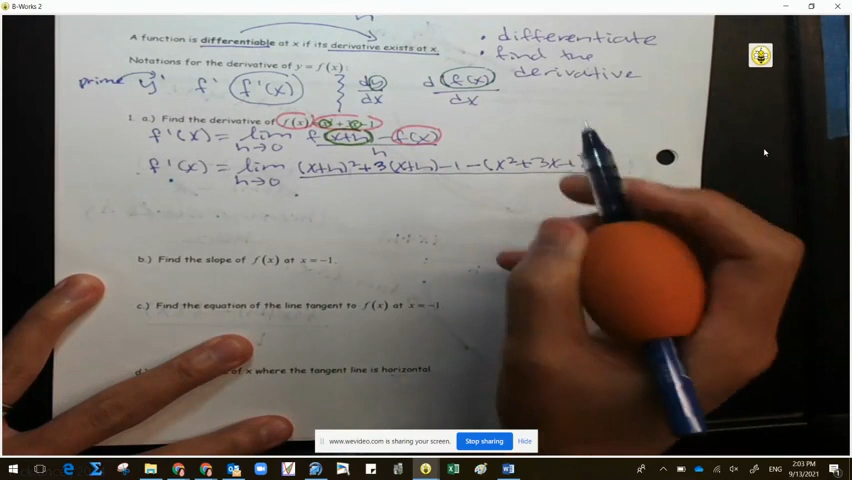 B-Works 2
h
A function is differentiable at x if its derivative exists at x.
• differentiate
• find the
derivative
Notations for the derivative of y = f(x):
prime y' f' f'(x) dy/dx d f(x)/dx
1. a.) Find the derivative of f(x) = x² + 3x - 1
f'(x) = lim h→0 f(x+h) - f(x) / h
f'(x) = lim h→0 (x+h)² + 3(x+h) - 1 - (x² + 3x - 1
b.) Find the slope of f(x) at x = -1.
c.) Find the equation of the line tangent to f(x) at x = -1
of x where the tangent line is horizontal.
www.wevideo.com is sharing your screen. Stop sharing Hide
2:03 PM
ENG
9/13/2021